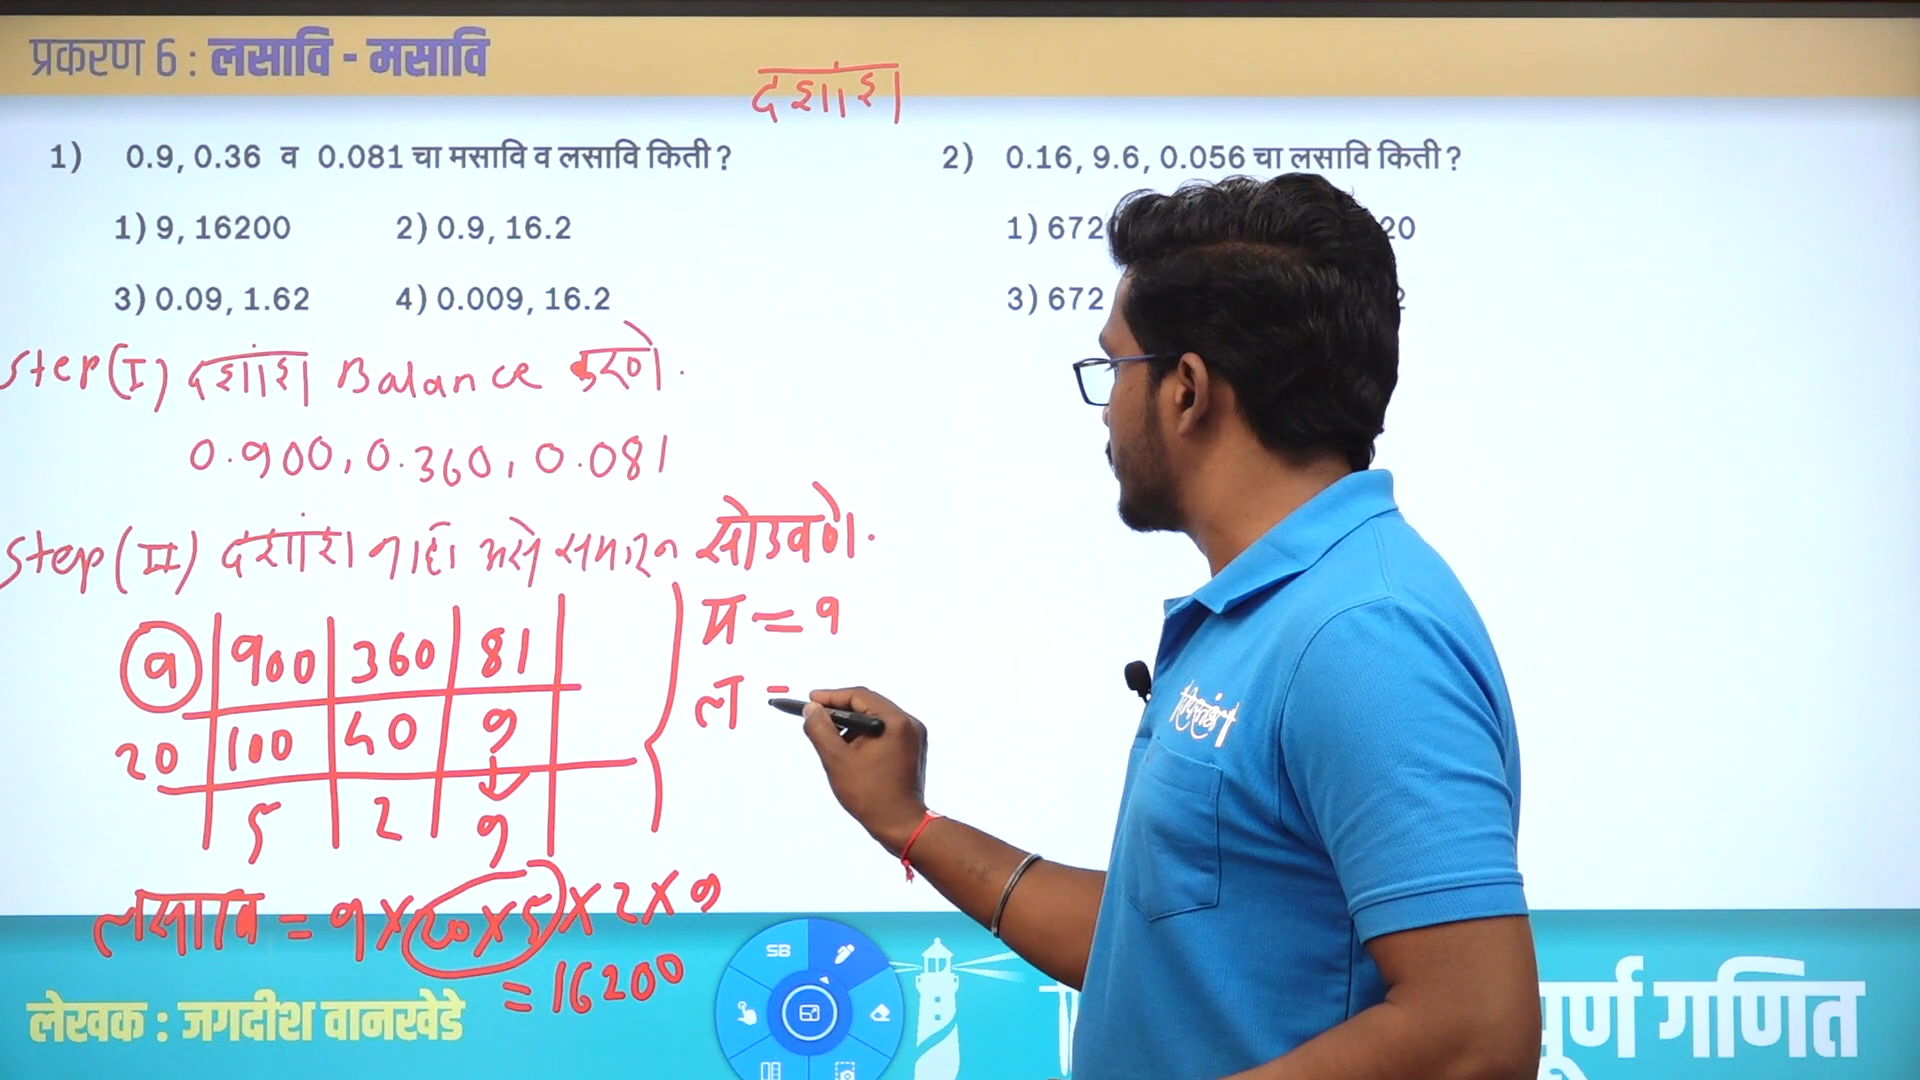 प्रकरण 6 : लसावि - मसावि
दशांश
1) 0.9, 0.36 व 0.081 चा मसावि व लसावि किती ?
1) 9, 16200 2) 0.9, 16.2
3) 0.09, 1.62 4) 0.009, 16.2
2) 0.16, 9.6, 0.056 चा लसावि किती ?
1) 672 20
3) 672 2
Step (I) दशांश Balance करणे.
0.900, 0.360, 0.081
Step (II) दशांश नाही असे समजून सोडवणे.
9 900 360 81
20 100 40 9
5 2 9
म = 9
ल =
लसावि = 9 × (20 × 5) × 2 × 9
= 16200
SB
लेखक : जगदीश वानखेडे
पूर्ण गणित